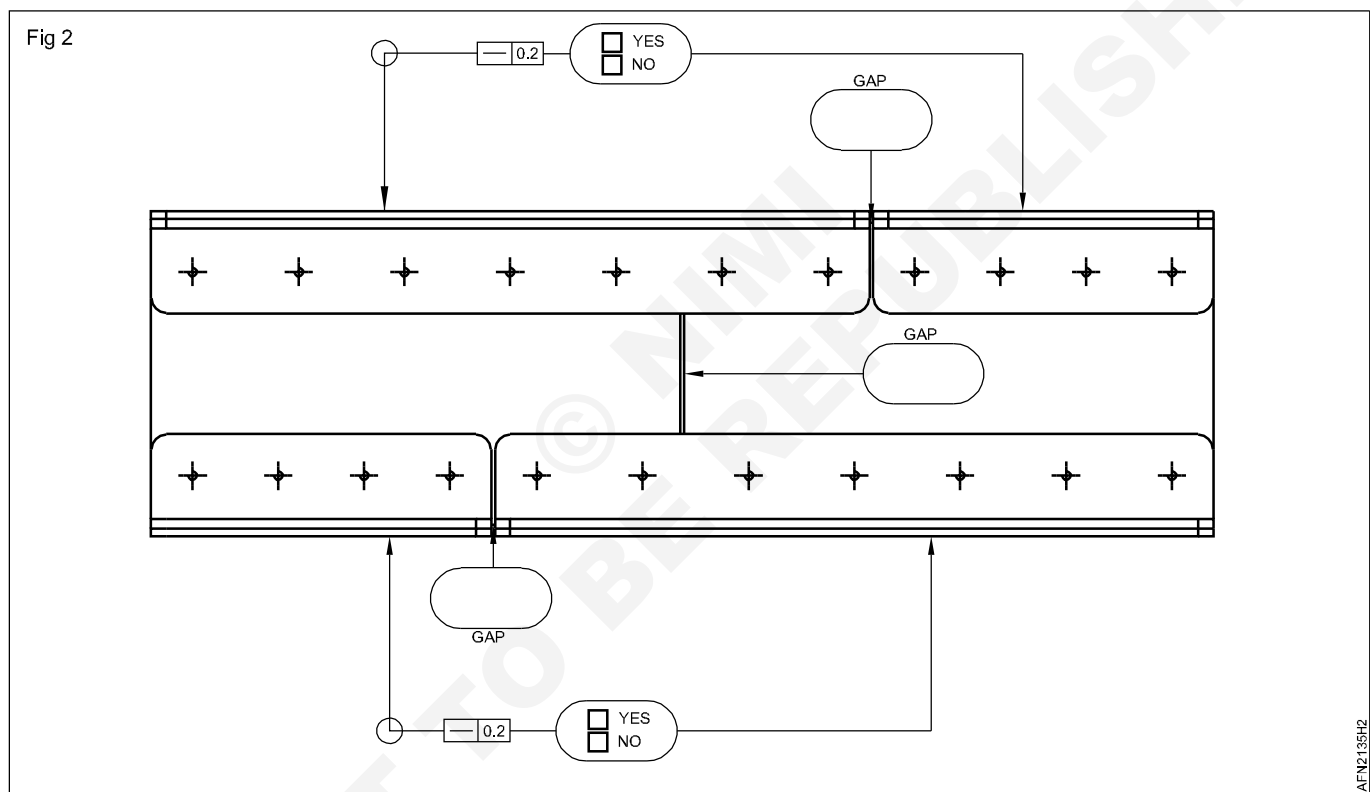 Fig 2
— 0.2
YES
NO
GAP
GAP
GAP
— 0.2
YES
NO
© NIMI
NOT TO BE REPUBLISHED
AFN2135H2